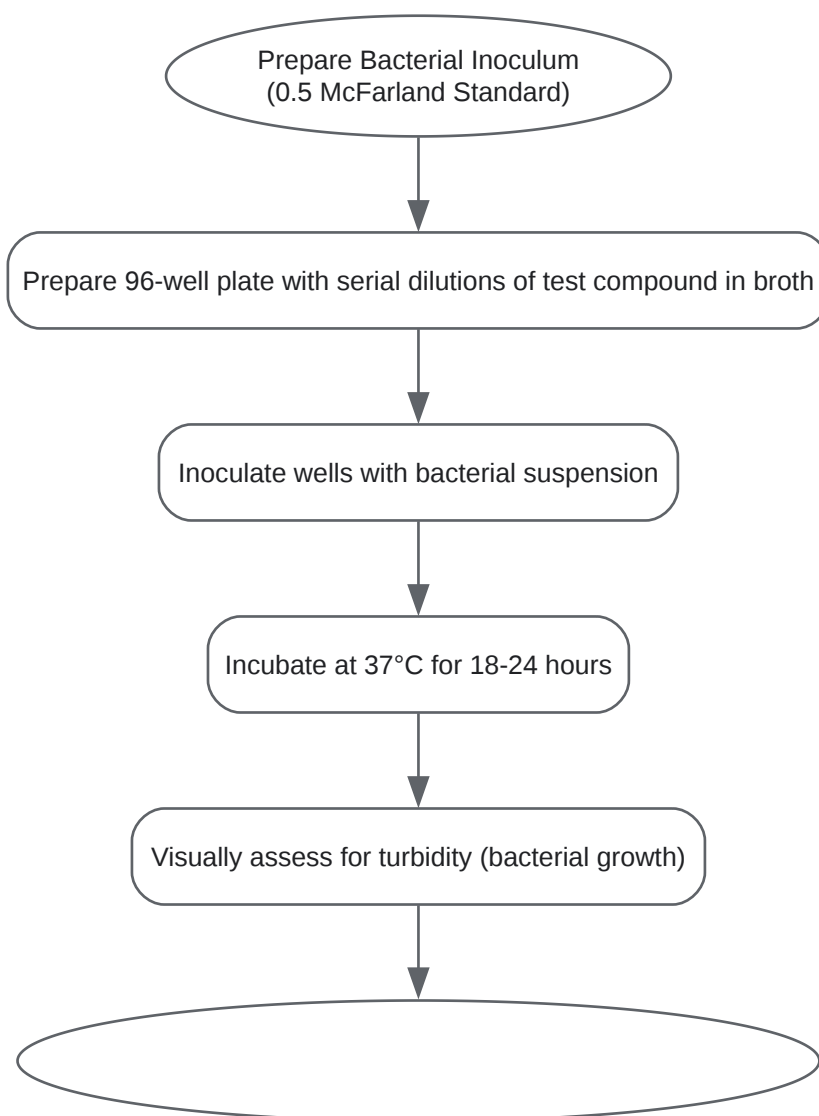 Prepare Bacterial Inoculum
(0.5 McFarland Standard)
Prepare 96-well plate with serial dilutions of test compound in broth
Inoculate wells with bacterial suspension
Incubate at 37°C for 18-24 hours
Visually assess for turbidity (bacterial growth)